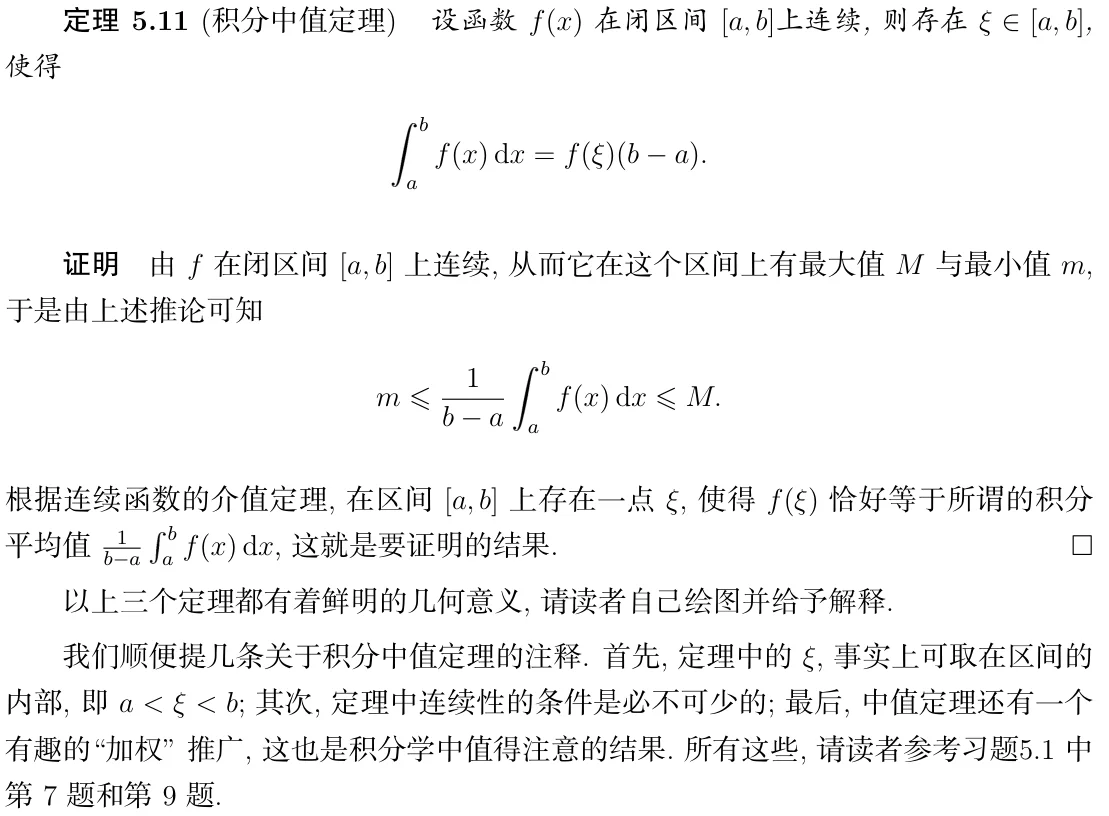 定理 5.11 (积分中值定理) 设函数 f(x) 在闭区间 [a, b]上连续, 则存在 ξ ∈ [a, b],
使得
∫_a^b f(x) dx = f(ξ)(b − a).
证明 由 f 在闭区间 [a, b] 上连续, 从而它在这个区间上有最大值 M 与最小值 m,
于是由上述推论可知
m ⩽ \frac{1}{b − a} ∫_a^b f(x) dx ⩽ M.
根据连续函数的介值定理, 在区间 [a, b] 上存在一点 ξ, 使得 f(ξ) 恰好等于所谓的积分
平均值 \frac{1}{b−a} ∫_a^b f(x) dx, 这就是要证明的结果. □
以上三个定理都有着鲜明的几何意义, 请读者自己绘图并给予解释.
我们顺便提几条关于积分中值定理的注释. 首先, 定理中的 ξ, 事实上可取在区间的
内部, 即 a < ξ < b; 其次, 定理中连续性的条件是必不可少的; 最后, 中值定理还有一个
有趣的“加权” 推广, 这也是积分学中值得注意的结果. 所有这些, 请读者参考习题5.1 中
第 7 题和第 9 题.